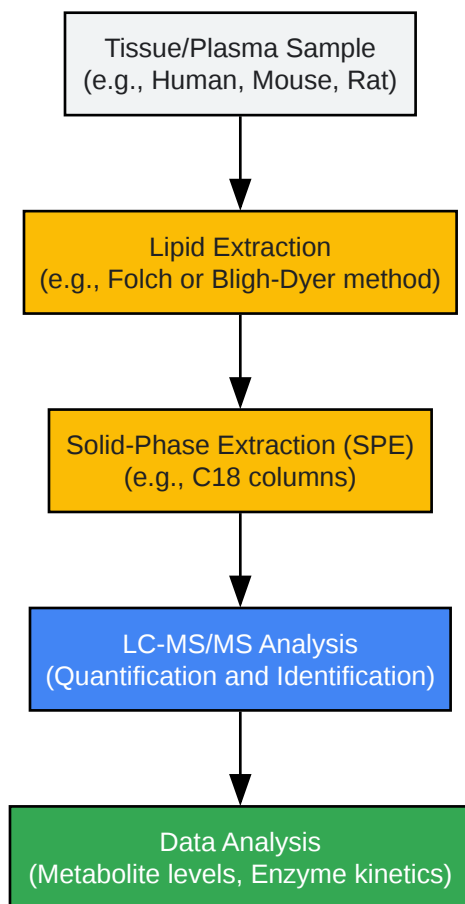 Tissue/Plasma Sample
(e.g., Human, Mouse, Rat)
Lipid Extraction
(e.g., Folch or Bligh-Dyer method)
Solid-Phase Extraction (SPE)
(e.g., C18 columns)
LC-MS/MS Analysis
(Quantification and Identification)
Data Analysis
(Metabolite levels, Enzyme kinetics)